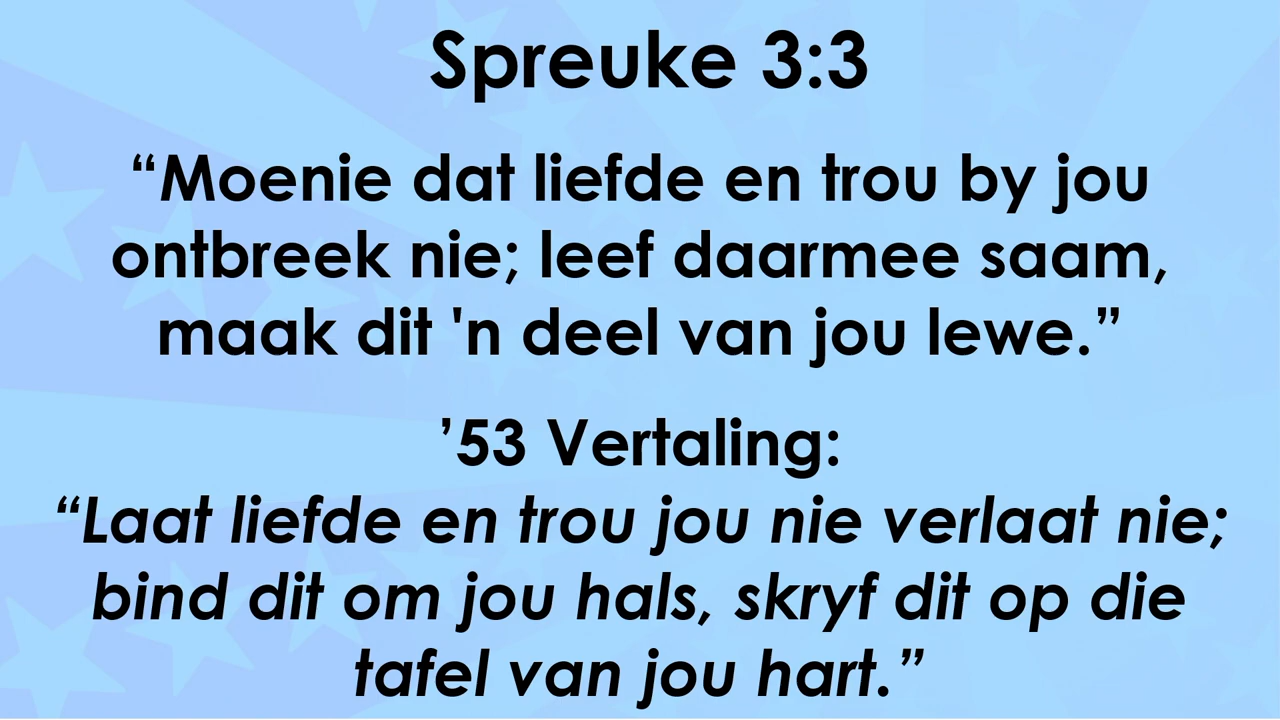 Spreuke 3:3
“Moenie dat liefde en trou by jou
ontbreek nie; leef daarmee saam,
maak dit 'n deel van jou lewe.”
’53 Vertaling:
“Laat liefde en trou jou nie verlaat nie;
bind dit om jou hals, skryf dit op die
tafel van jou hart.”